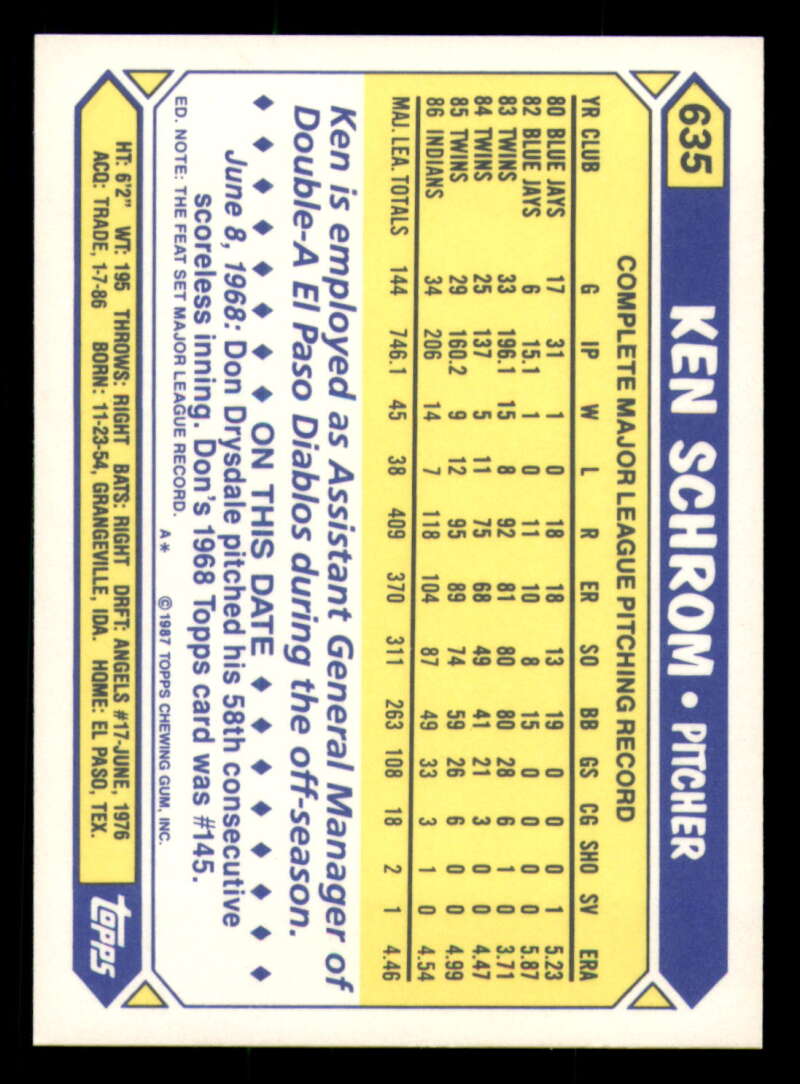 635 KEN SCHROM • PITCHER
COMPLETE MAJOR LEAGUE PITCHING RECORD
YR CLUB G IP W L R ER SO BB GS CG SHO SV ERA
80 BLUE JAYS 17 31 1 0 18 18 13 19 0 0 0 1 5.23
82 BLUE JAYS 6 15.1 1 0 11 10 8 15 0 0 0 0 5.87
83 TWINS 33 196.1 15 8 92 81 80 80 28 6 1 0 3.71
84 TWINS 25 137 5 11 75 68 49 41 21 3 0 0 4.47
85 TWINS 29 160.2 9 12 95 89 74 59 26 6 0 0 4.99
86 INDIANS 34 206 14 7 118 104 87 49 33 3 1 0 4.54
MAJ. LEA. TOTALS 144 746.1 45 38 409 370 311 263 108 18 2 1 4.46
Ken is employed as Assistant General Manager of
Double-A El Paso Diablos during the off-season.
ON THIS DATE
June 8, 1968: Don Drysdale pitched his 58th consecutive
scoreless inning. Don's 1968 Topps card was #145.
ED. NOTE: THE FEAT SET MAJOR LEAGUE RECORD. A* ©1987 TOPPS CHEWING GUM, INC.
HT: 6'2" WT: 195 THROWS: RIGHT BATS: RIGHT DRFT: ANGELS #17-JUNE, 1976
ACQ: TRADE, 1-7-86 BORN: 11-23-54, GRANGEVILLE, IDA. HOME: EL PASO, TEX.
topps